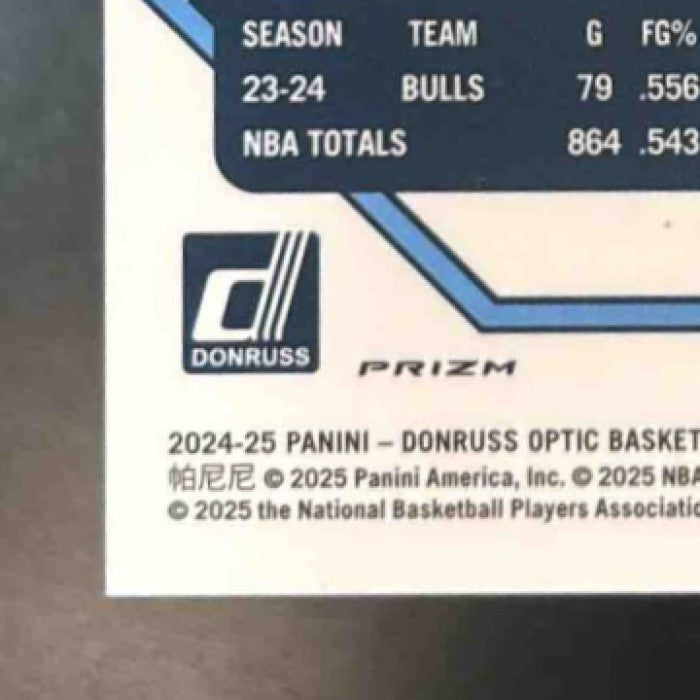 SEASON TEAM G FG%
23-24 BULLS 79 .556
NBA TOTALS 864 .543
d
DONRUSS
PRIZM
2024-25 PANINI – DONRUSS OPTIC BASKET
帕尼尼 © 2025 Panini America, Inc. © 2025 NBA
© 2025 the National Basketball Players Associatio